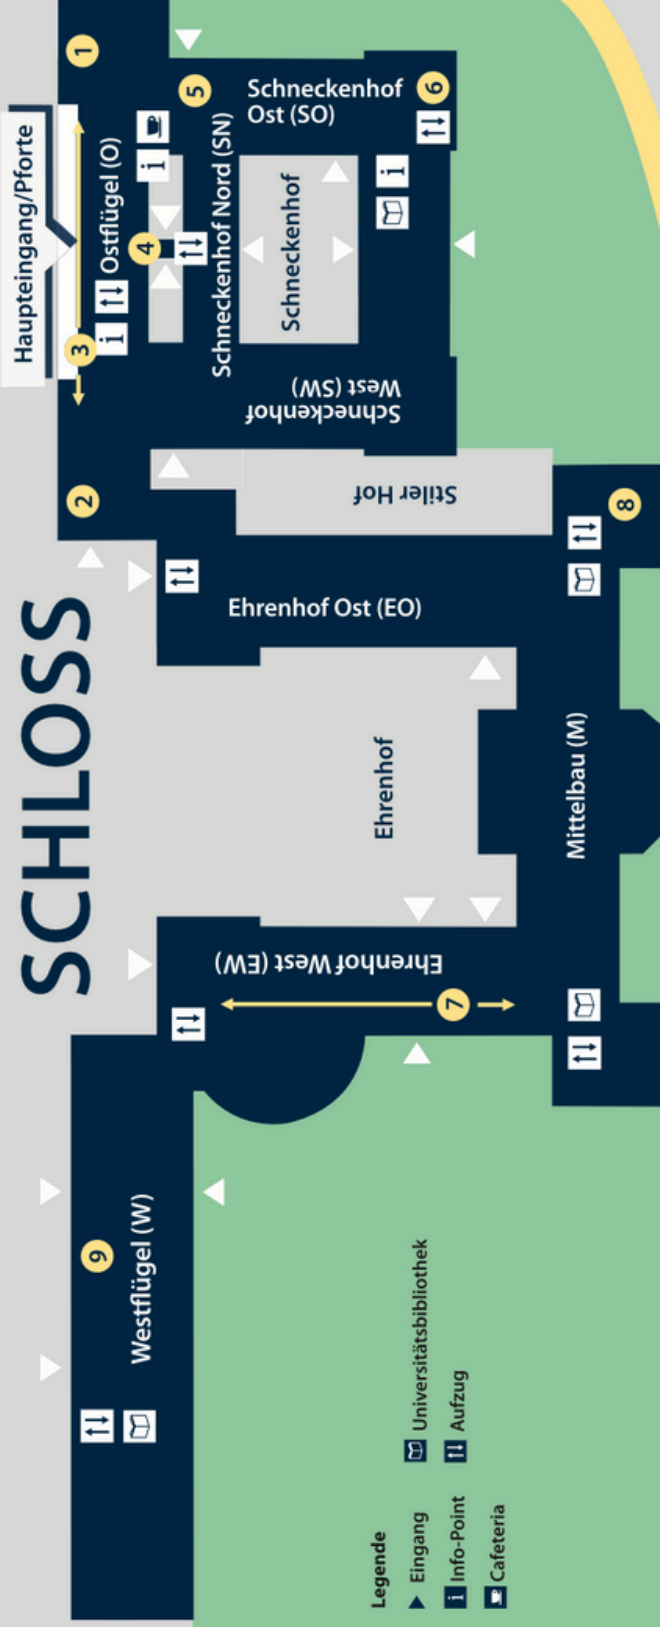 SCHLOSS
Haupteingang/Pforte
1
2
3
Ostflügel (O)
4
5
Schneckenhof
Ost (SO)
6
Schneckenhof Nord (SN)
Schneckenhof
Schneckenhof
West (SW)
Stiler Hof
Ehrenhof Ost (EO)
8
Ehrenhof
Mittelbau (M)
Ehrenhof West (EW)
7
9
Westflügel (W)
Legende
Eingang
Info-Point
Cafeteria
Universitätsbibliothek
Aufzug